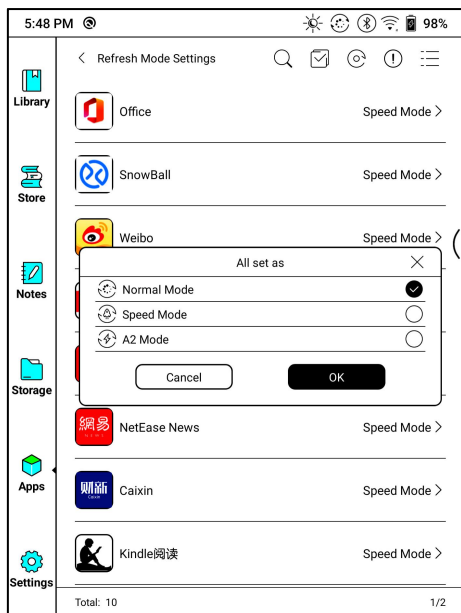 5:48 PM
98%
Refresh Mode Settings
Library
Office
Speed Mode
SnowBall
Speed Mode
Store
Weibo
Speed Mode
All set as
Normal Mode
Speed Mode
A2 Mode
Cancel
OK
Notes
Storage
網易
NEWS
NetEase News
Speed Mode
Apps
财新
Caixin
Caixin
Speed Mode
Kindle阅读
Speed Mode
Settings
Total: 10
1/2